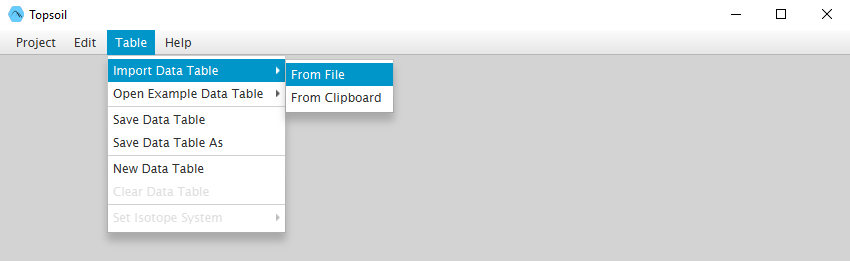 Topsoil
Project Edit Table Help
Import Data Table
From File
Open Example Data Table
From Clipboard
Save Data Table
Save Data Table As
New Data Table
Clear Data Table
Set Isotope System